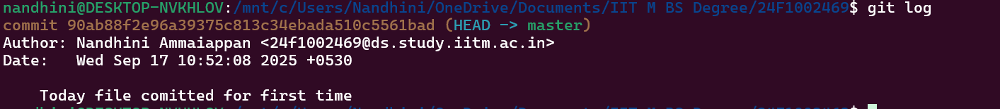 nandhini@DESKTOP-NVKHLOV:/mnt/c/Users/Nandhini/OneDrive/Documents/IIT M BS Degree/24F1002469$ git log
commit 90ab88f2e96a39375c813c34ebada510c5561bad (HEAD -> master)
Author: Nandhini Ammaiappan <24f1002469@ds.study.iitm.ac.in>
Date:   Wed Sep 17 10:52:08 2025 +0530
    Today file comitted for first time